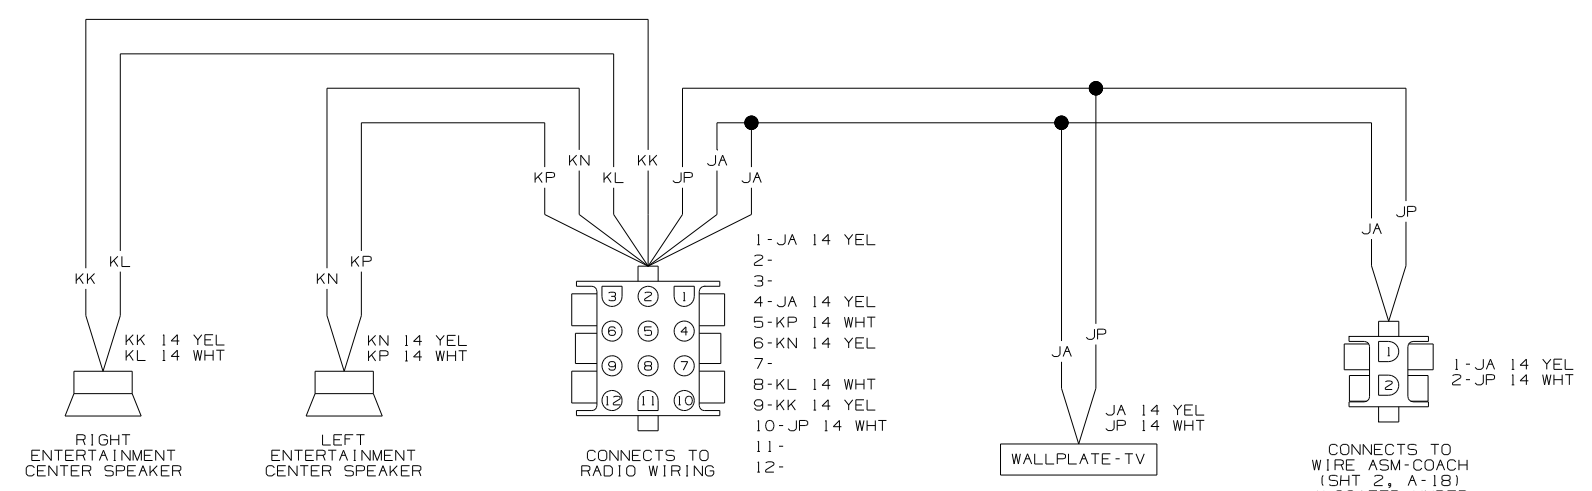 KP
KN
KL
KK
JP
JA
JA
KK
KL
KN
KP
JA
JP
JA
JP
KK 14 YEL
KL 14 WHT
KN 14 YEL
KP 14 WHT
3 2 1
6 5 4
9 8 7
12 11 10
1-JA 14 YEL
2-
3-
4-JA 14 YEL
5-KP 14 WHT
6-KN 14 YEL
7-
8-KL 14 WHT
9-KK 14 YEL
10-JP 14 WHT
11-
12-
JA 14 YEL
JP 14 WHT
1
2
1-JA 14 YEL
2-JP 14 WHT
RIGHT
ENTERTAINMENT
CENTER SPEAKER
LEFT
ENTERTAINMENT
CENTER SPEAKER
CONNECTS TO
RADIO WIRING
WALLPLATE-TV
CONNECTS TO
WIRE ASM-COACH
(SHT 2, A-18)